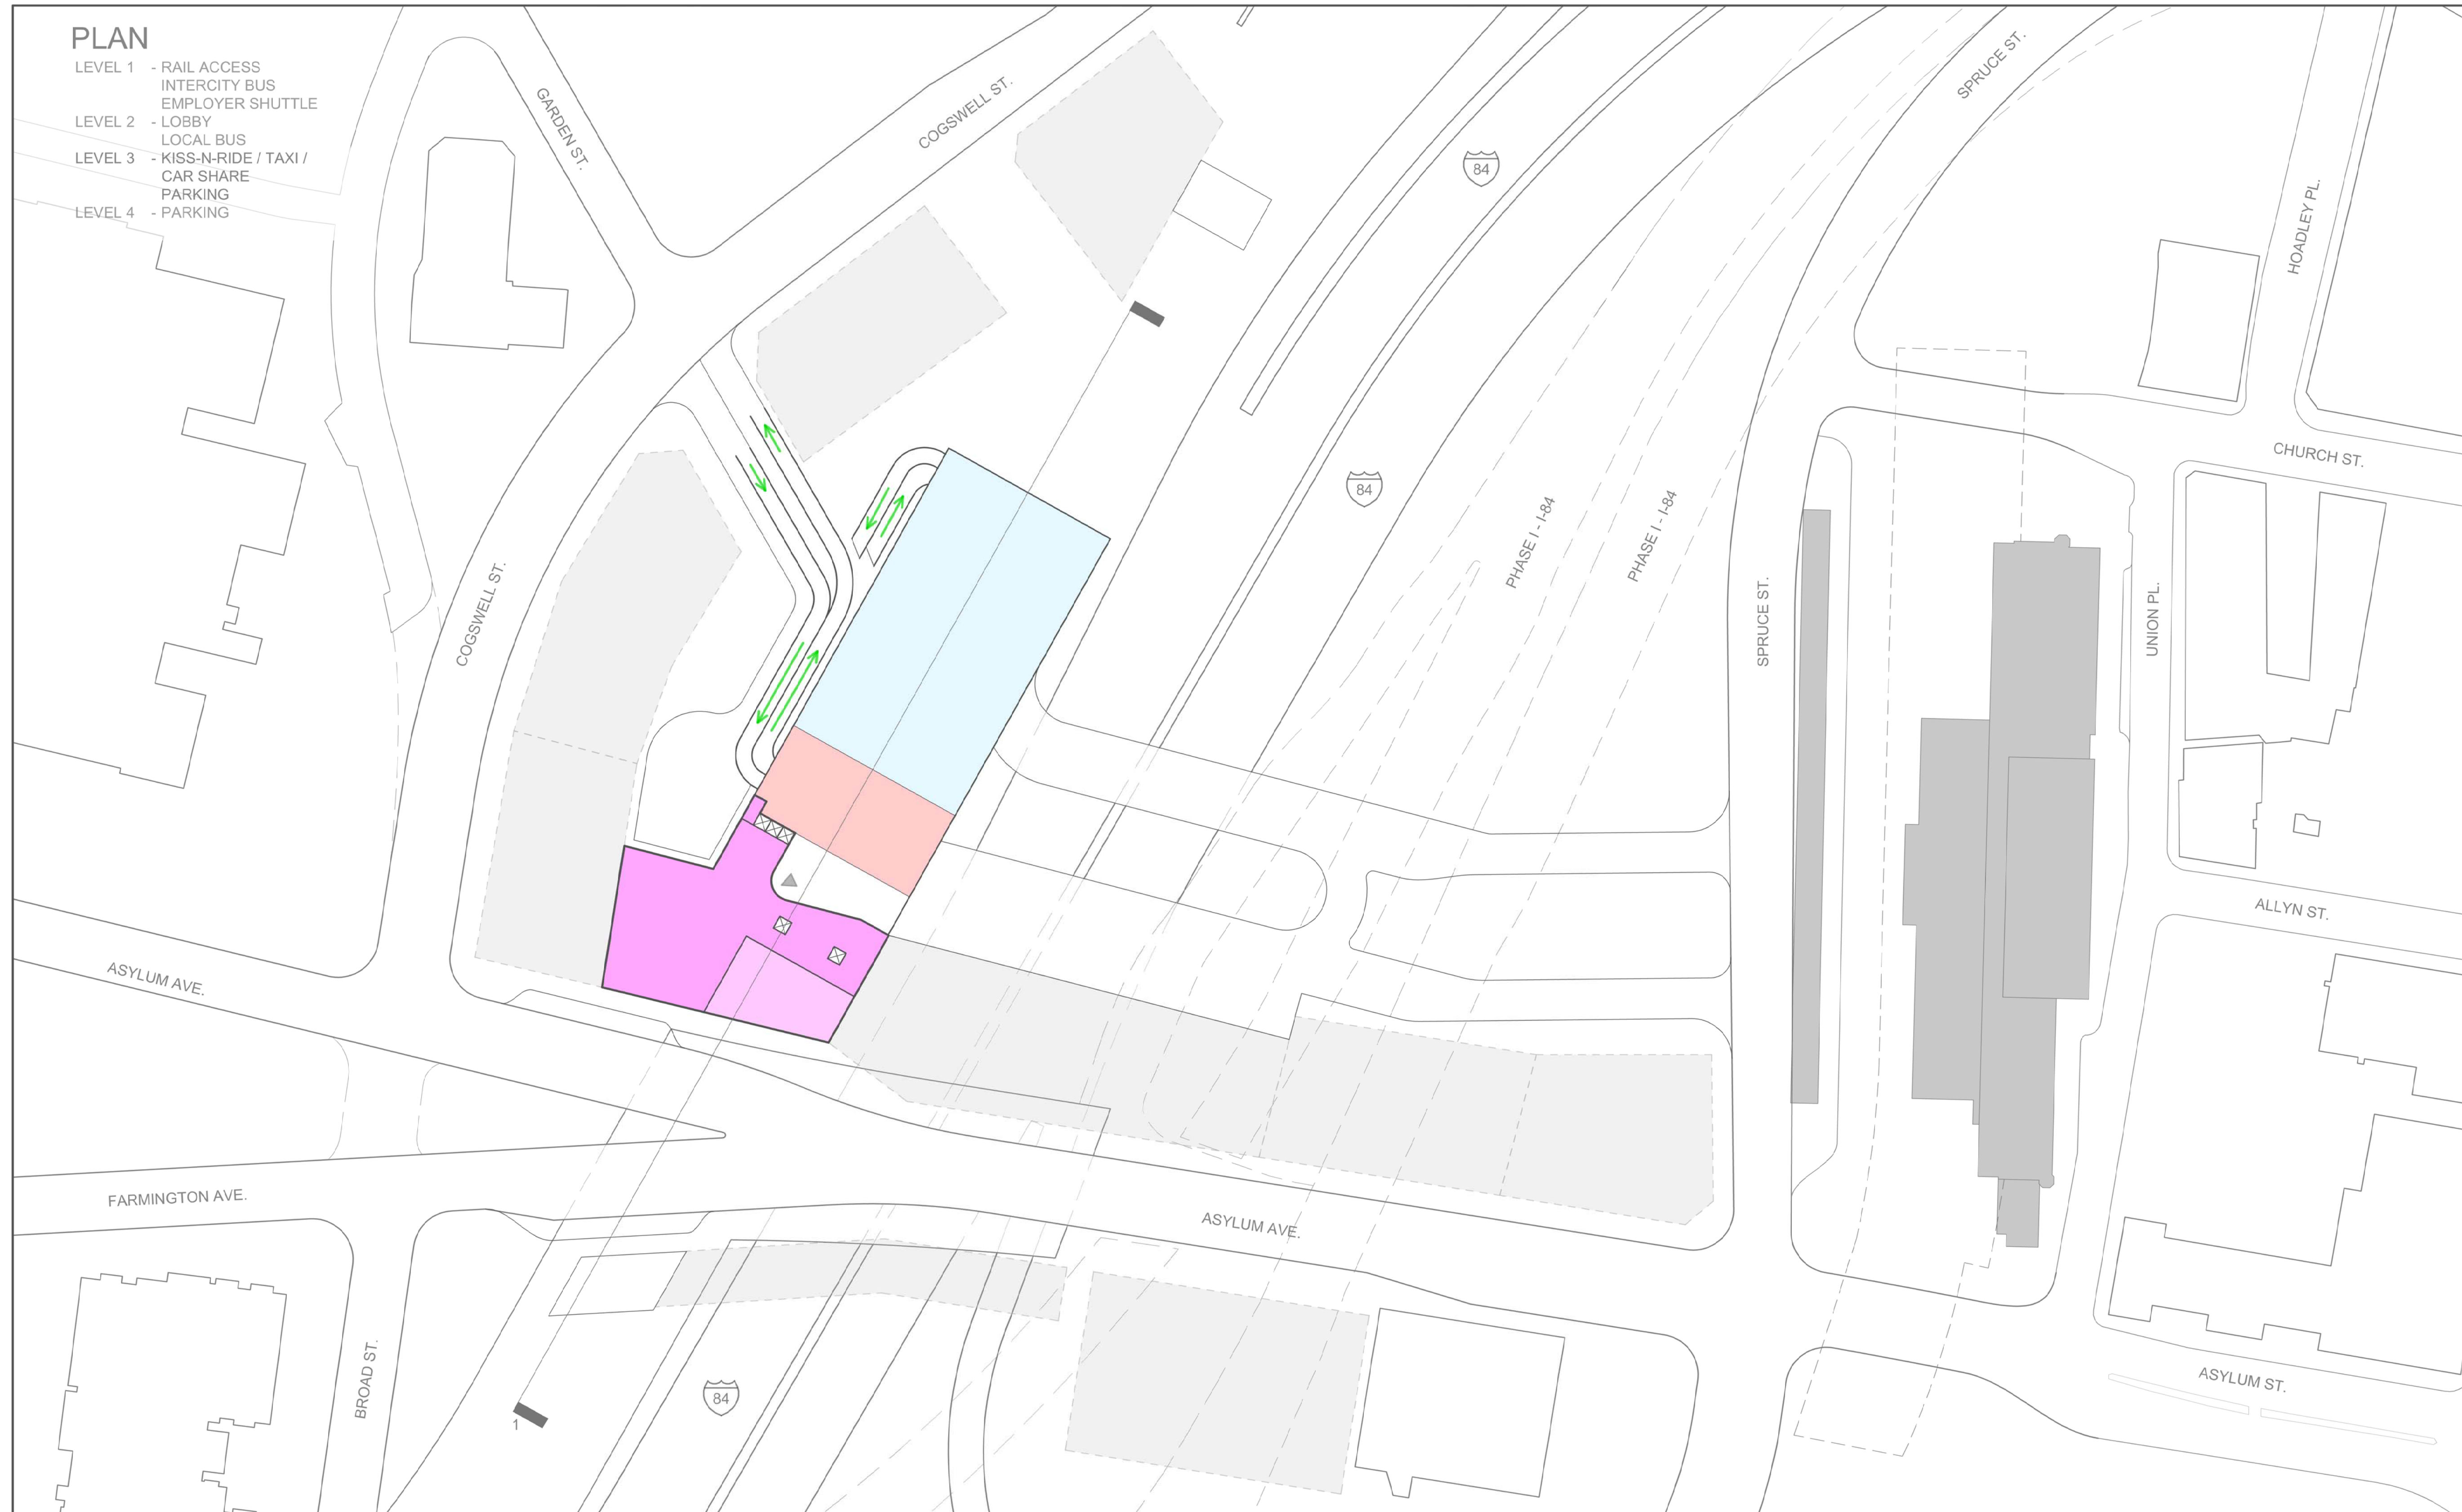 PLAN
LEVEL 1 - RAIL ACCESS
INTERCITY BUS
EMPLOYER SHUTTLE
LEVEL 2 - LOBBY
LOCAL BUS
LEVEL 3 - KISS-N-RIDE / TAXI /
CAR SHARE
PARKING
LEVEL 4 - PARKING
GARDEN ST.
COGSWELL ST.
SPRUCE ST.
84
HOADLEY PL.
CHURCH ST.
84
PHASE I - I-84
PHASE I - I-84
COGSWELL ST.
SPRUCE ST.
UNION PL.
ALLYN ST.
ASYLUM AVE.
FARMINGTON AVE.
ASYLUM AVE.
BROAD ST.
84
1
ASYLUM ST.